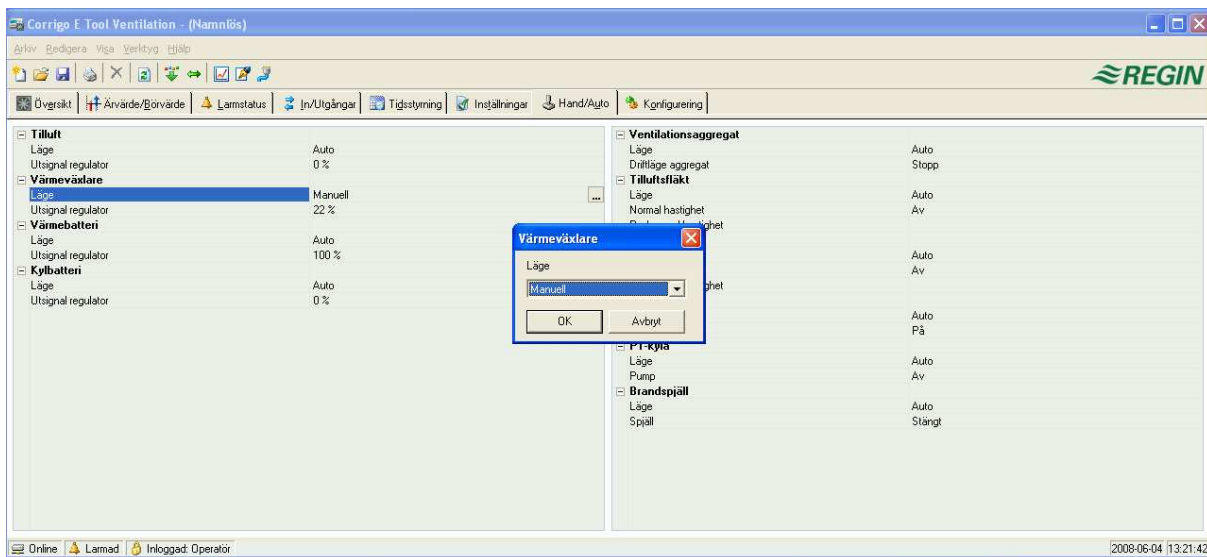 Corrigo E Tool Ventilation - (Namnlös)
Arkiv Redigera Visa Verktyg Hjälp
REGIN
Översikt Ärvärde/Börvärde Larmstatus In/Utgångar Tidsstyrning Inställningar Hand/Auto Konfigurering
Tilluft
Läge Auto
Utsignal regulator 0 %
Värmeväxlare
Läge Manuell ...
Utsignal regulator 22 %
Värmebatteri
Läge Auto
Utsignal regulator 100 %
Kylbatteri
Läge Auto
Utsignal regulator 0 %
Ventilationsaggregat
Läge Auto
Driftläge aggregat Stopp
Tilluftsfläkt
Läge Auto
Normal hastighet Av
Auto
Av
Auto
På
PT-kyla
Läge Auto
Pump Av
Brandspjäll
Läge Auto
Spjäll Stängt
Värmeväxlare
Läge
Manuell
OK Avbryt
Online Larmad Inloggad: Operatör 2008-06-04 13:21:42